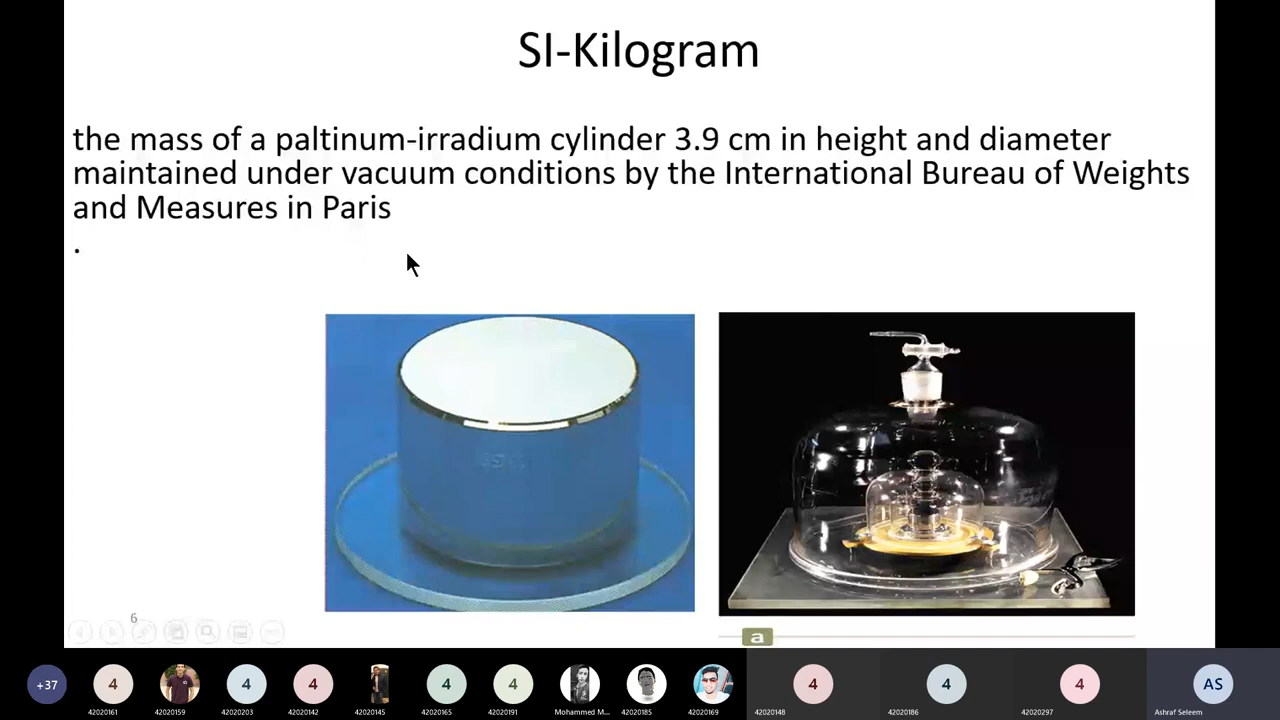 SI-Kilogram
the mass of a paltinum-irradium cylinder 3.9 cm in height and diameter
maintained under vacuum conditions by the International Bureau of Weights
and Measures in Paris
.
6
a
+37
4
4
4
4
4
4
4
4
AS
42020161
42020159
42020203
42020142
42020145
42020165
42020191
Mohammed M...
42020185
42020169
42020148
42020186
42020297
Ashraf Seleem